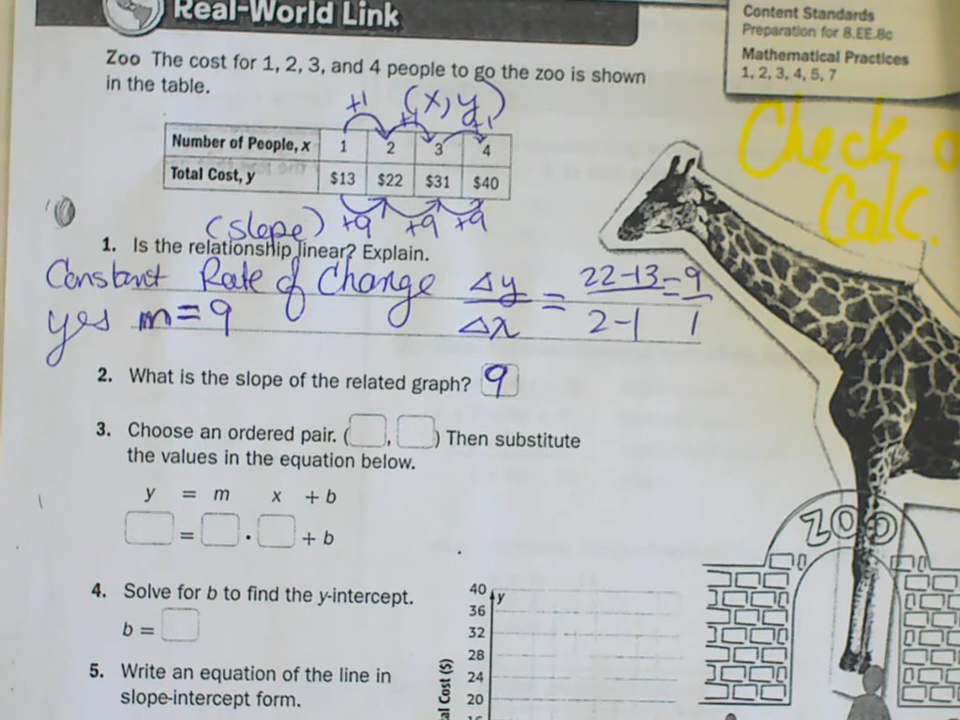 Real-World Link
Content Standards
Preparation for 8.EE.8c
Mathematical Practices
1, 2, 3, 4, 5, 7
Zoo The cost for 1, 2, 3, and 4 people to go the zoo is shown
in the table.
+1 (x, y)
+1 +1
Number of People, x 1 2 3 4
Total Cost, y $13 $22 $31 $40
Check
Calc.
(slope) +9 +9 +9
1. Is the relationship linear? Explain.
Constant Rate of Change Δy/Δx = 22-13/2-1 = 9/1
yes m=9
2. What is the slope of the related graph? 9
3. Choose an ordered pair. ( , ) Then substitute
the values in the equation below.
y = m x + b
= · + b
ZOO
4. Solve for b to find the y-intercept.
b =
5. Write an equation of the line in
slope-intercept form.
y
40
36
32
28
24
20
Cost ($)